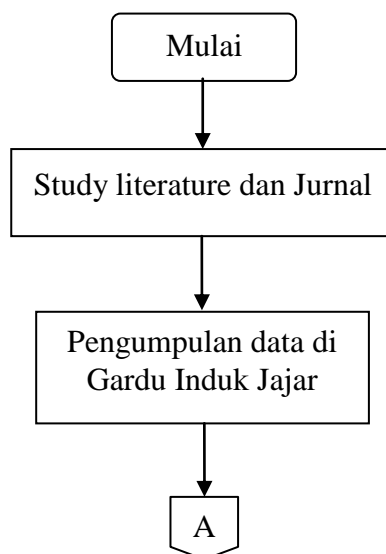 Mulai
Study literature dan Jurnal
Pengumpulan data di
Gardu Induk Jajar
A